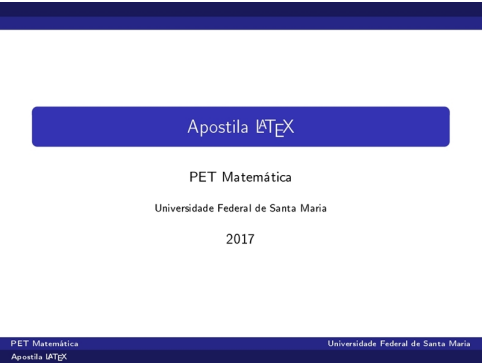 Apostila LATEX
PET Matemática
Universidade Federal de Santa Maria
2017
PET Matemática Universidade Federal de Santa Maria
Apostila LATEX